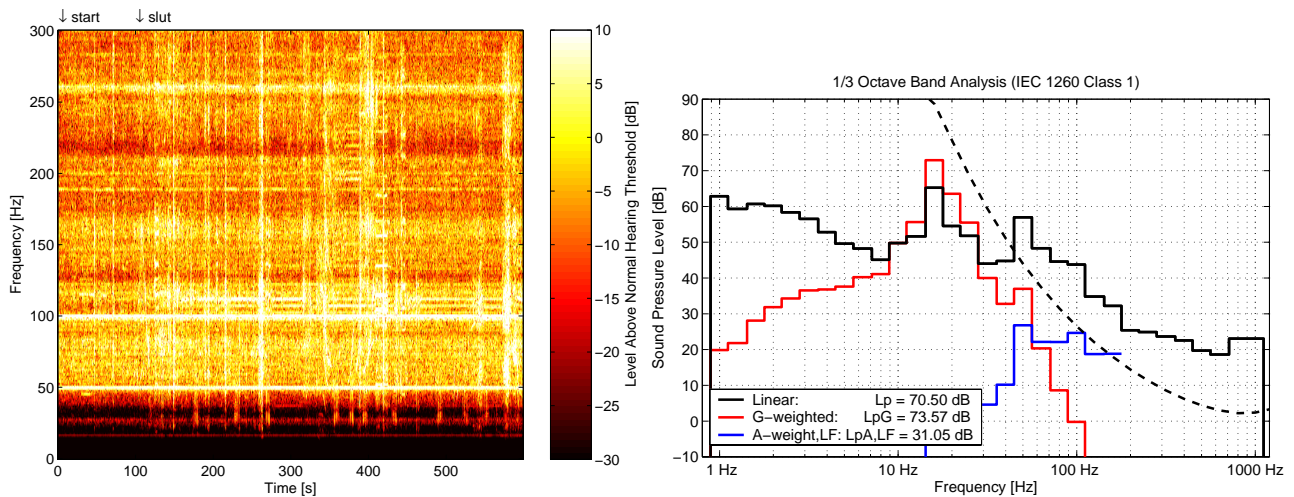 ↓ start ↓ slut
300
250
200
150
100
50
0
Frequency [Hz]
0 100 200 300 400 500
Time [s]
10
5
0
−5
−10
−15
−20
−25
−30
Level Above Normal Hearing Threshold [dB]
1/3 Octave Band Analysis (IEC 1260 Class 1)
90
80
70
60
50
40
30
20
10
0
−10
Sound Pressure Level [dB]
Linear: Lp = 70.50 dB
G−weighted: LpG = 73.57 dB
A−weight,LF: LpA,LF = 31.05 dB
1 Hz 10 Hz 100 Hz 1000 Hz
Frequency [Hz]